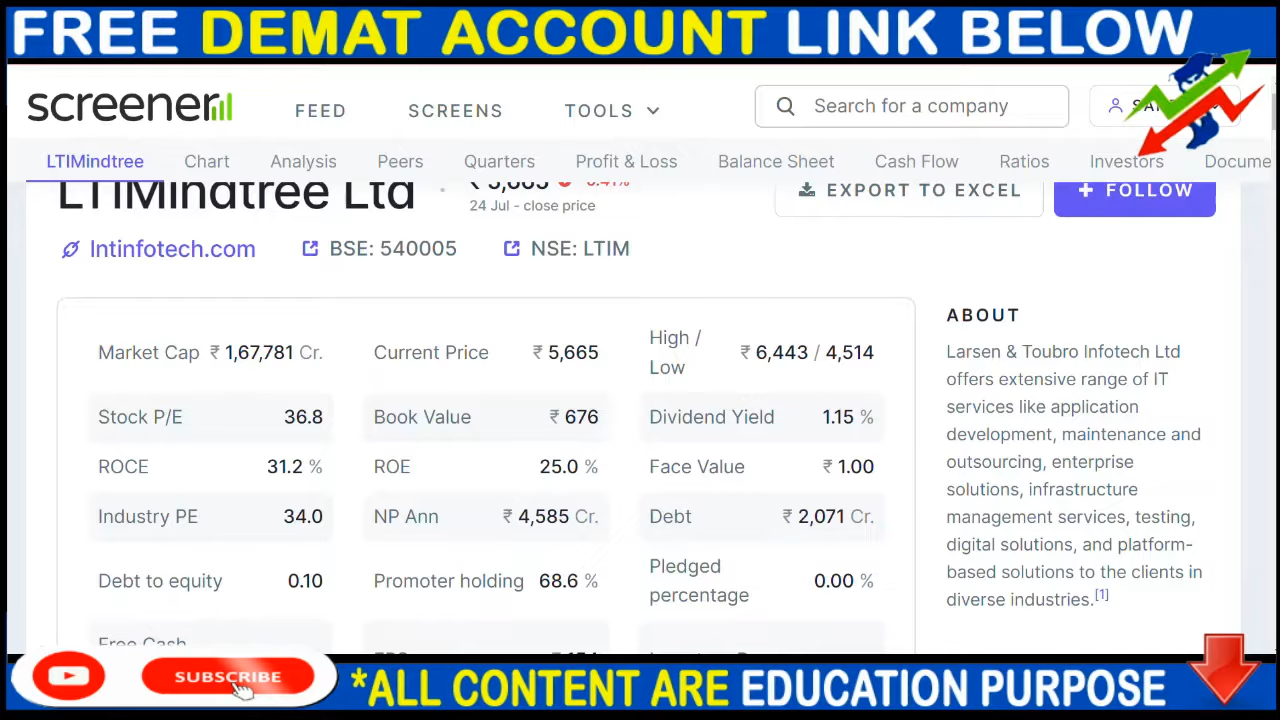 FREE DEMAT ACCOUNT LINK BELOW
screener
FEED SCREENS TOOLS
Search for a company
LTIMindtree Chart Analysis Peers Quarters Profit & Loss Balance Sheet Cash Flow Ratios Investors Docume
LTIMindtree Ltd
₹ 5,665
24 Jul - close price
EXPORT TO EXCEL
+ FOLLOW
lntinfotech.com BSE: 540005 NSE: LTIM
Market Cap ₹ 1,67,781 Cr. Current Price ₹ 5,665 High / Low ₹ 6,443 / 4,514
Stock P/E 36.8 Book Value ₹ 676 Dividend Yield 1.15 %
ROCE 31.2 % ROE 25.0 % Face Value ₹ 1.00
Industry PE 34.0 NP Ann ₹ 4,585 Cr. Debt ₹ 2,071 Cr.
Debt to equity 0.10 Promoter holding 68.6 % Pledged percentage 0.00 %
Free Cash
ABOUT
Larsen & Toubro Infotech Ltd
offers extensive range of IT
services like application
development, maintenance and
outsourcing, enterprise
solutions, infrastructure
management services, testing,
digital solutions, and platform-
based solutions to the clients in
diverse industries.[1]
SUBSCRIBE
*ALL CONTENT ARE EDUCATION PURPOSE